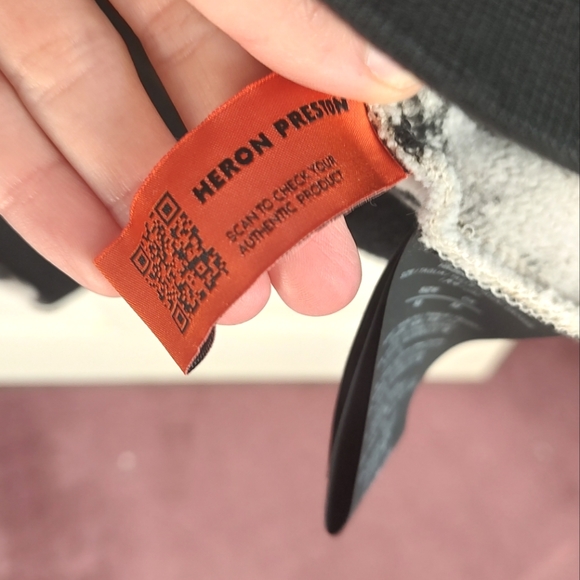 HERON PRESTON
SCAN TO CHECK YOUR
AUTHENTIC PRODUCT